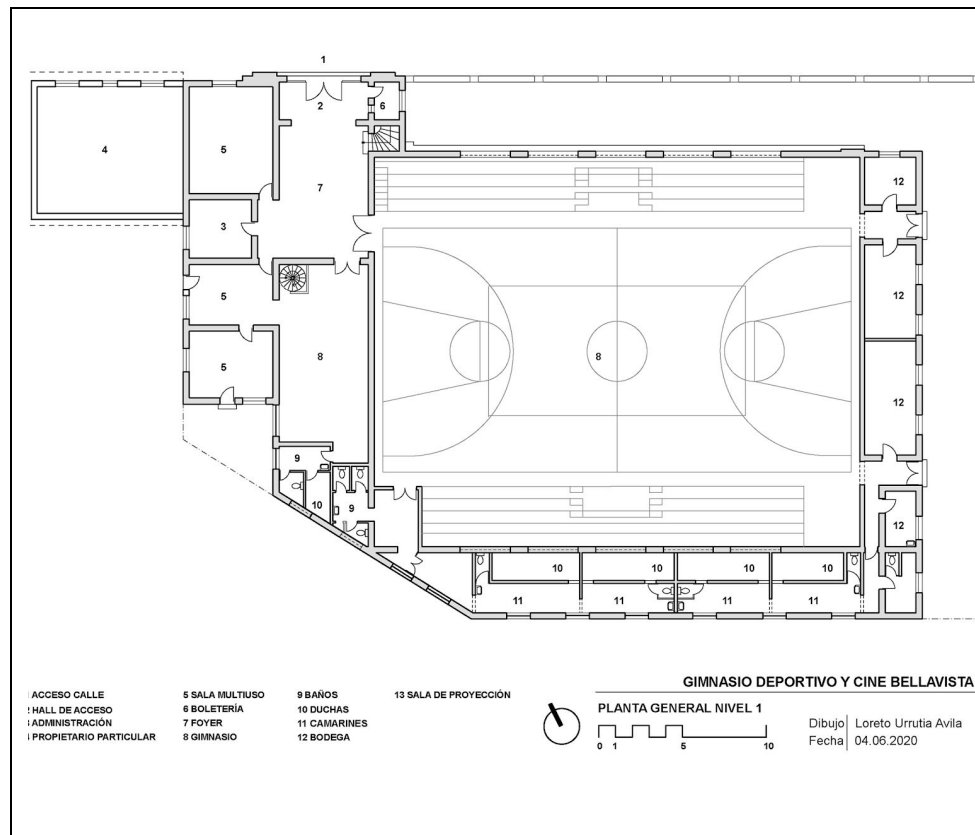 1
2
6
4
5
12
7
3
5
12
8
8
5
12
9
10
9
12
10
10
10
10
11
11
11
11
ACCESO CALLE
HALL DE ACCESO
ADMINISTRACIÓN
PROPIETARIO PARTICULAR
5 SALA MULTIUSO
6 BOLETERÍA
7 FOYER
8 GIMNASIO
9 BAÑOS
10 DUCHAS
11 CAMARINES
12 BODEGA
13 SALA DE PROYECCIÓN
GIMNASIO DEPORTIVO Y CINE BELLAVISTA
PLANTA GENERAL NIVEL 1
0 1 5 10
Dibujo Loreto Urrutia Avila
Fecha 04.06.2020